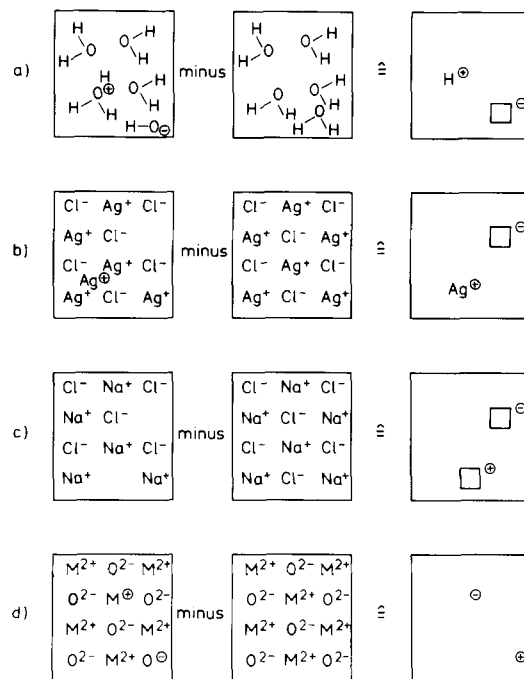 a)
O O
H H H
H H
H O⊕ O
H H H
H–O⊖
minus
O O
H H H
H
O O
H H H
O
H H
≙
H⊕
⊖
b)
Cl⁻ Ag⁺ Cl⁻
Ag⁺ Cl⁻
Cl⁻ Ag⁺ Cl⁻
Ag⊕
Ag⁺ Cl⁻ Ag⁺
minus
Cl⁻ Ag⁺ Cl⁻
Ag⁺ Cl⁻ Ag⁺
Cl⁻ Ag⁺ Cl⁻
Ag⁺ Cl⁻ Ag⁺
≙
⊖
Ag⊕
c)
Cl⁻ Na⁺ Cl⁻
Na⁺ Cl⁻
Cl⁻ Na⁺ Cl⁻
Na⁺ Na⁺
minus
Cl⁻ Na⁺ Cl⁻
Na⁺ Cl⁻ Na⁺
Cl⁻ Na⁺ Cl⁻
Na⁺ Cl⁻ Na⁺
≙
⊖
⊕
d)
M²⁺ O²⁻ M²⁺
O²⁻ M⊕ O²⁻
M²⁺ O²⁻ M²⁺
O²⁻ M²⁺ O⊖
minus
M²⁺ O²⁻ M²⁺
O²⁻ M²⁺ O²⁻
M²⁺ O²⁻ M²⁺
O²⁻ M²⁺ O²⁻
≙
⊖
⊕